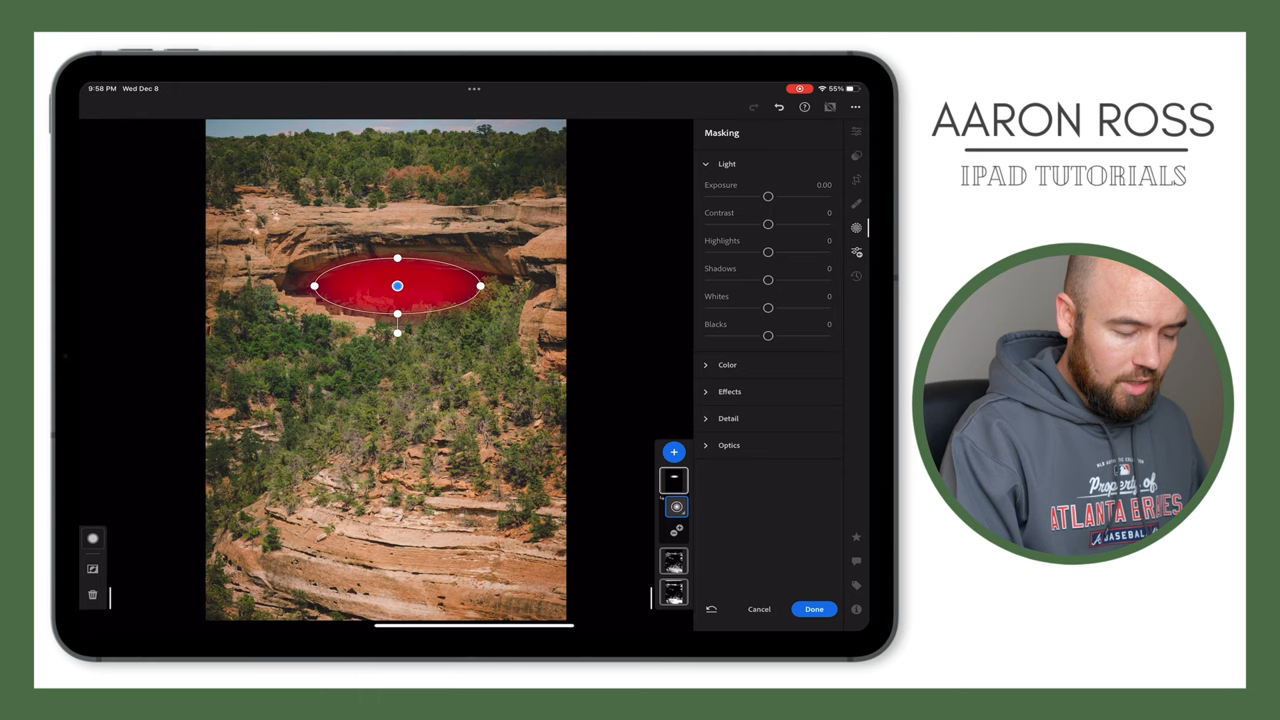 9:58 PM Wed Dec 8
55%
Masking
Light
Exposure 0.00
Contrast 0
Highlights 0
Shadows 0
Whites 0
Blacks 0
Color
Effects
Detail
Optics
Cancel Done
AARON ROSS
IPAD TUTORIALS
Property of
ATLANTA BRAVES
BASEBALL